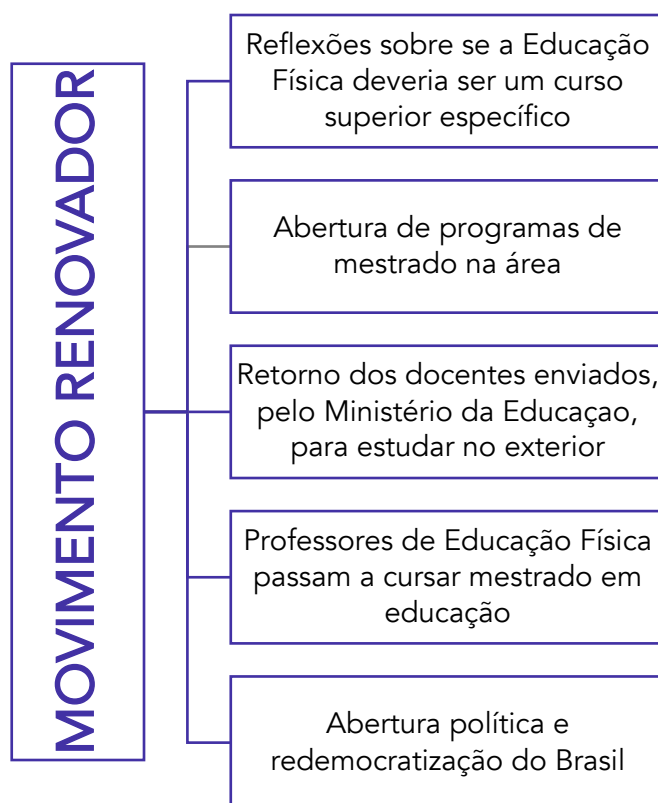 MOVIMENTO RENOVADOR
Reflexões sobre se a Educação
Física deveria ser um curso
superior específico
Abertura de programas de
mestrado na área
Retorno dos docentes enviados,
pelo Ministério da Educaçao,
para estudar no exterior
Professores de Educação Física
passam a cursar mestrado em
educação
Abertura política e
redemocratização do Brasil